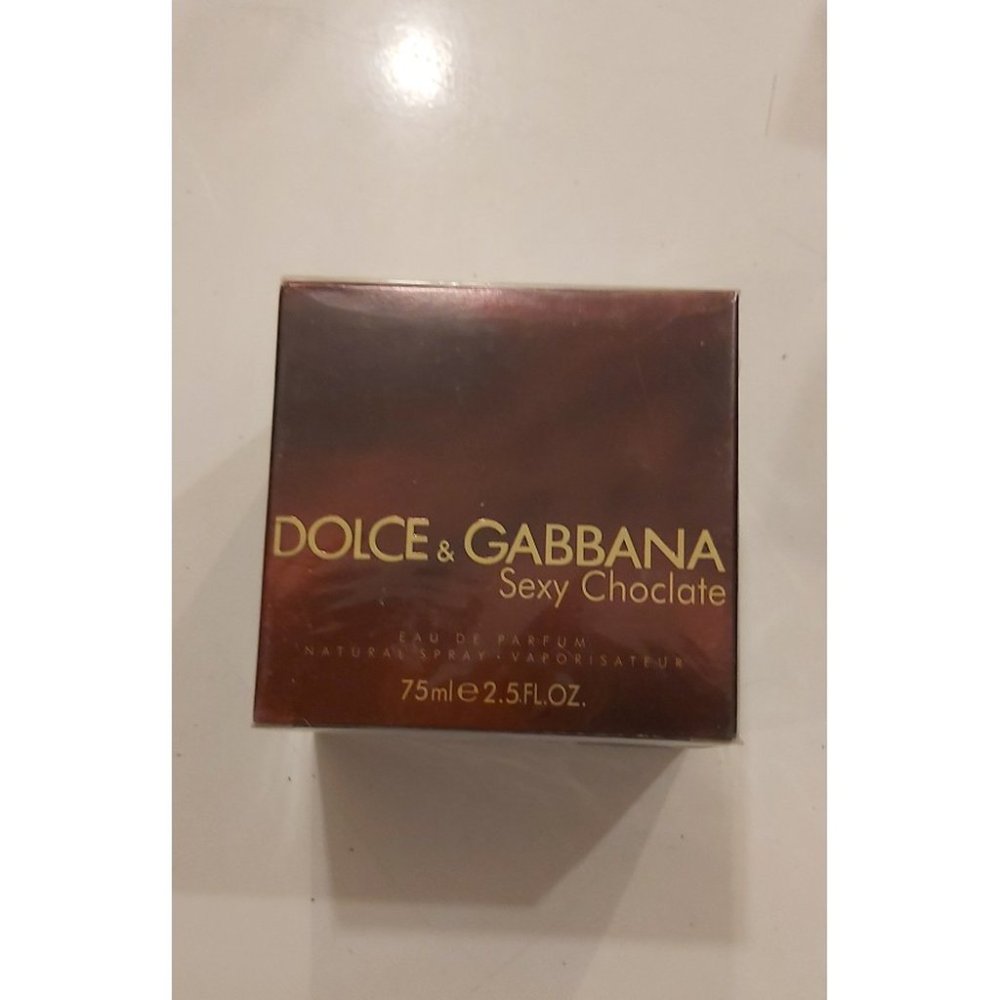 DOLCE & GABBANA
Sexy Choclate
EAU DE PARFUM
NATURAL SPRAY · VAPORISATEUR
75ml e 2.5.FL.OZ.